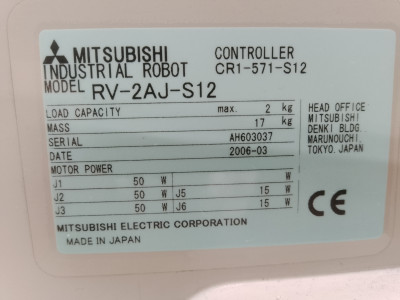 MITSUBISHI CONTROLLER
INDUSTRIAL ROBOT CR1-571-S12
MODEL RV-2AJ-S12
LOAD CAPACITY max. 2 kg
MASS 17 kg
SERIAL AH603037
DATE 2006-03
MOTOR POWER
J1 50 W W
J2 50 W J5 15 W
J3 50 W J6 15 W
HEAD OFFICE
MITSUBISHI
DENKI BLDG.
MARUNOUCHI,
TOKYO. JAPAN
CE
MITSUBISHI ELECTRIC CORPORATION
MADE IN JAPAN